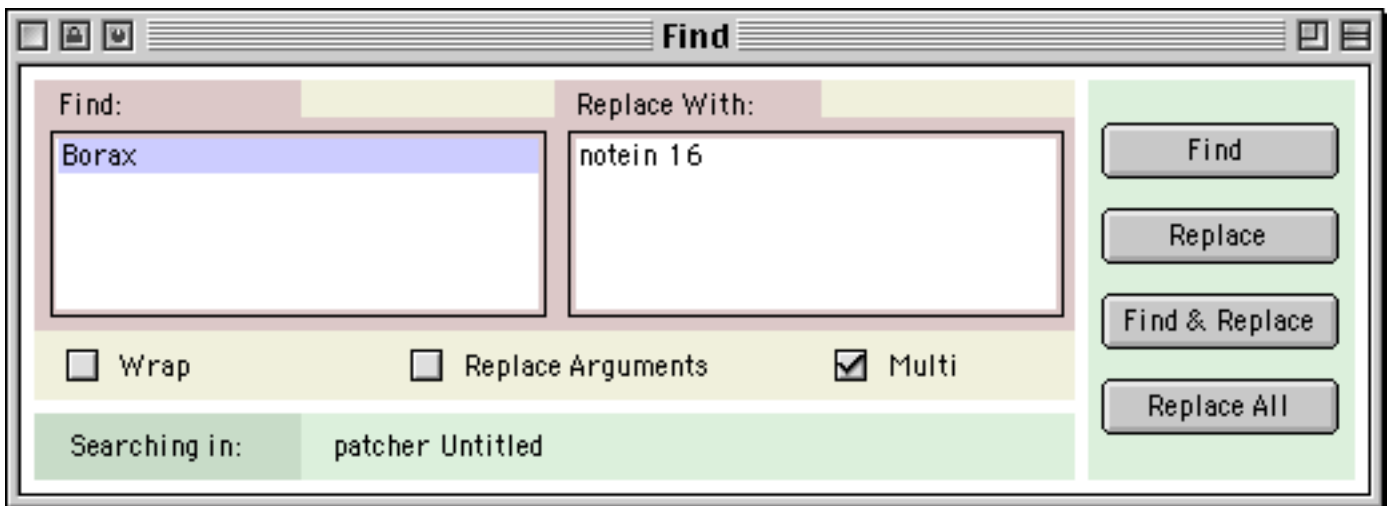 Find
Find:
Replace With:
Borax
notein 16
Find
Replace
Find & Replace
Replace All
Wrap
Replace Arguments
Multi
Searching in:
patcher Untitled